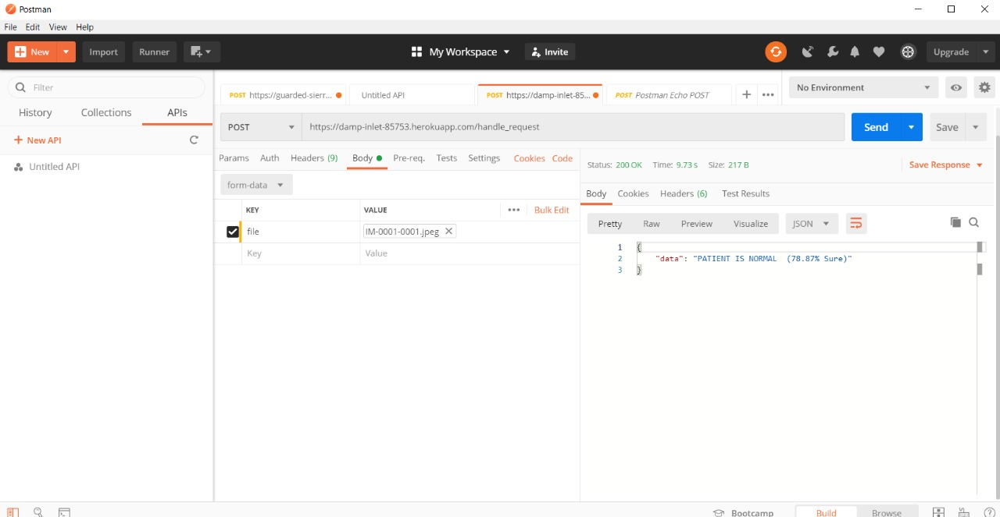 Postman
File Edit View Help
New Import Runner My Workspace Invite Upgrade
Filter
History Collections APIs
New API
Untitled API
POST https://guarded-sierr... Untitled API POST https://damp-inlet-85... POST Postman Echo POST + ••• No Environment
POST https://damp-inlet-85753.herokuapp.com/handle_request Send Save
Params Auth Headers (9) Body Pre-req. Tests Settings Cookies Code
form-data
KEY VALUE ••• Bulk Edit
file IM-0001-0001.jpeg
Key Value
Status: 200 OK Time: 9.73 s Size: 217 B Save Response
Body Cookies Headers (6) Test Results
Pretty Raw Preview Visualize JSON
1 {
2 "data": "PATIENT IS NORMAL (78.87% Sure)"
3 }
Bootcamp Build Browse